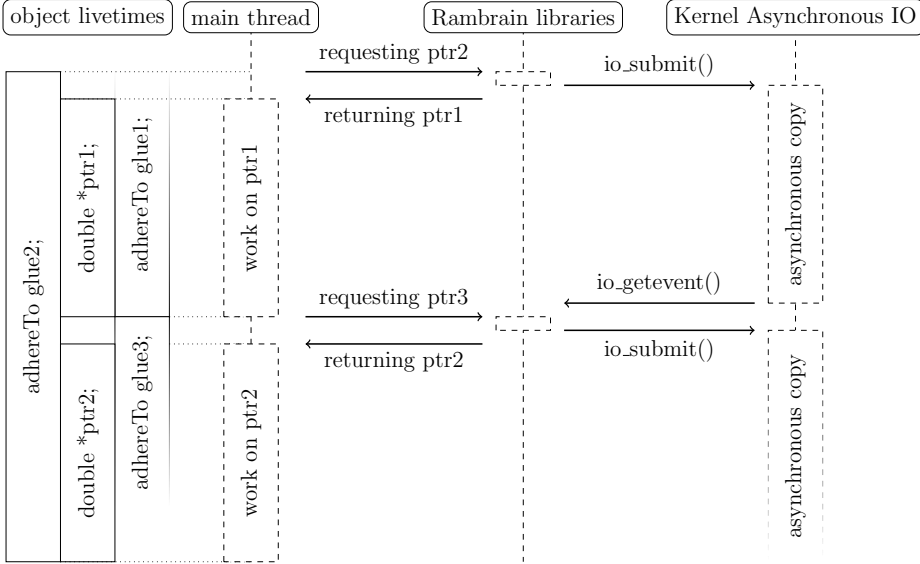 object livetimes
main thread
Rambrain libraries
Kernel Asynchronous IO
requesting ptr2
io_submit()
returning ptr1
adhereTo glue2;
double *ptr1;
adhereTo glue1;
work on ptr1
asynchronous copy
io_getevent()
requesting ptr3
io_submit()
returning ptr2
double *ptr2;
adhereTo glue3;
work on ptr2
asynchronous copy